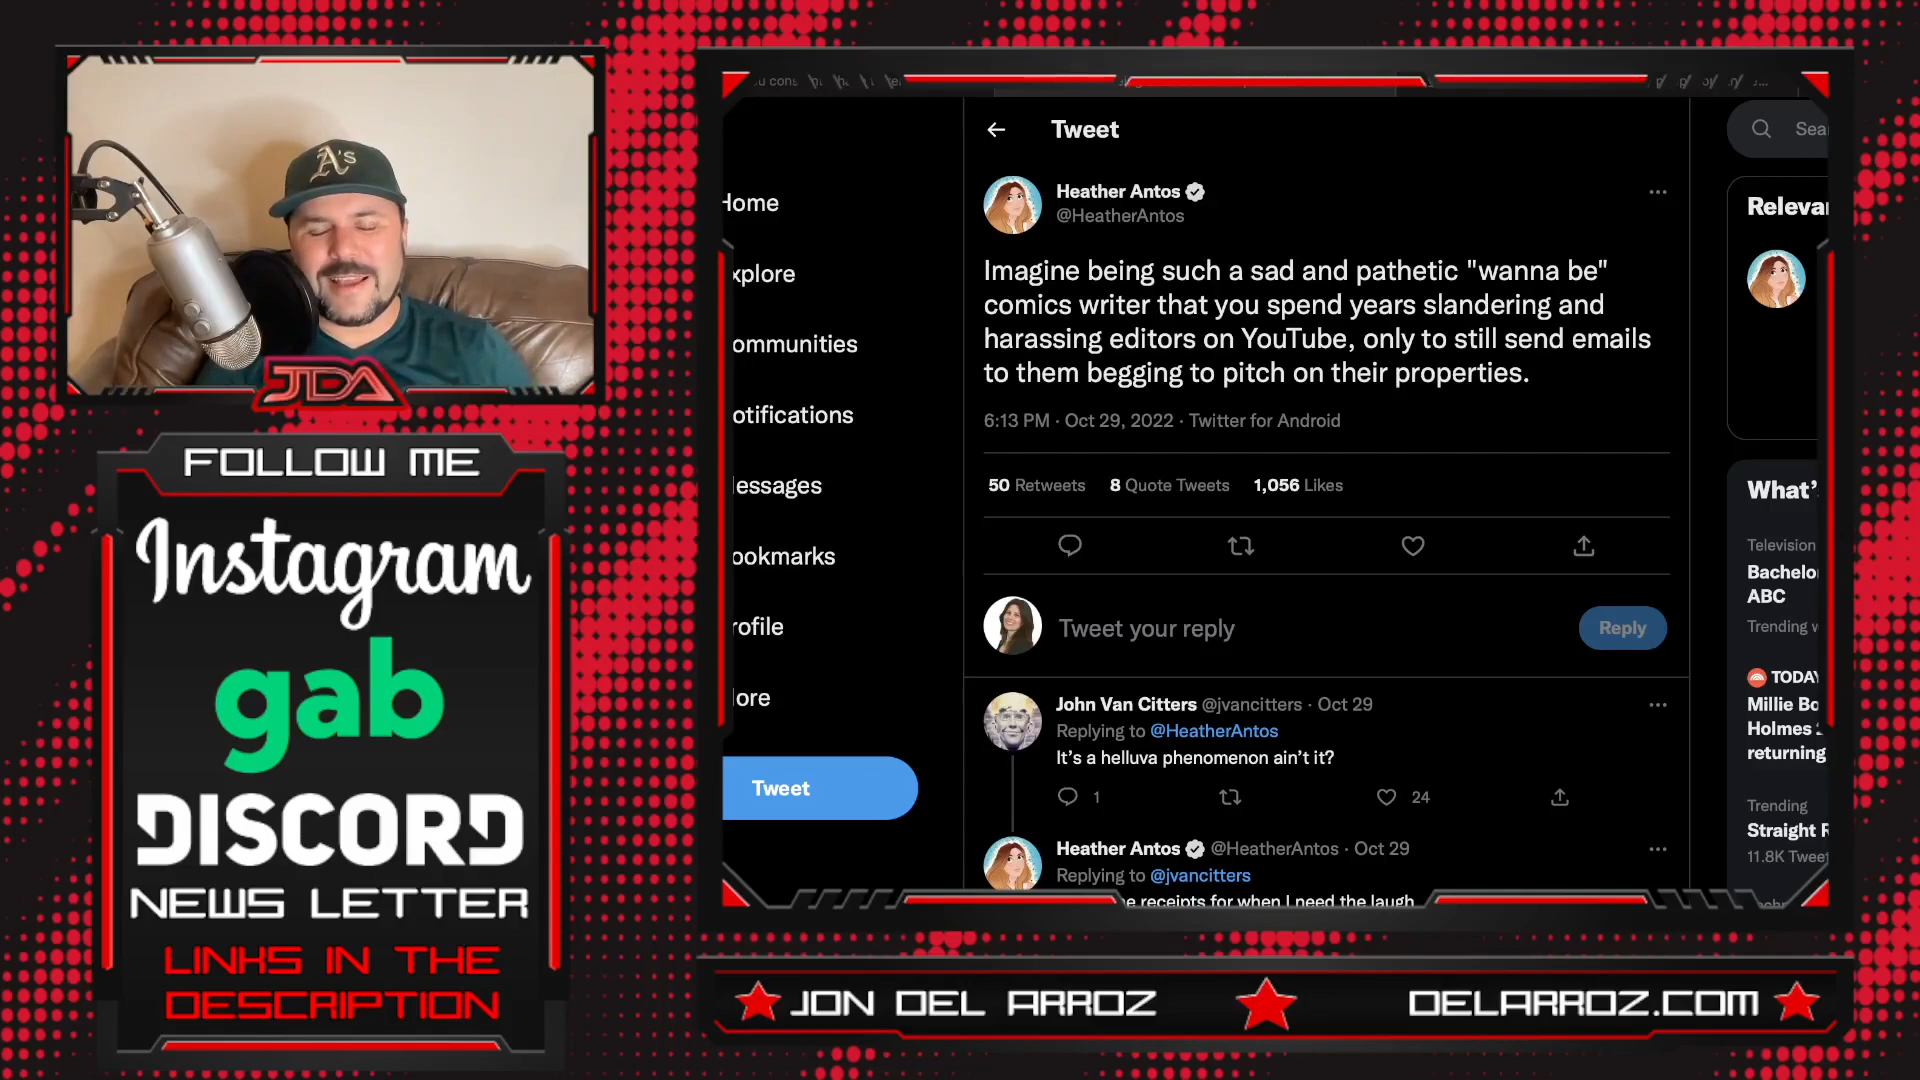 A's
JDA
FOLLOW ME
Instagram
gab
DISCORD
NEWS LETTER
LINKS IN THE
DESCRIPTION
Home
xplore
ommunities
otifications
essages
ookmarks
rofile
ore
Tweet
Tweet
Heather Antos
@HeatherAntos
Imagine being such a sad and pathetic "wanna be"
comics writer that you spend years slandering and
harassing editors on YouTube, only to still send emails
to them begging to pitch on their properties.
6:13 PM · Oct 29, 2022 · Twitter for Android
50 Retweets 8 Quote Tweets 1,056 Likes
Tweet your reply
Reply
John Van Citters @jvancitters · Oct 29
Replying to @HeatherAntos
It's a helluva phenomenon ain't it?
1 24
Heather Antos @HeatherAntos · Oct 29
Replying to @jvancitters
e receipts for when I need the laugh
Sea
Releva
What's
Television
Bachelo
ABC
Trending
TODAY
Millie Bo
Holmes
returning
Trending
Straight
11.8K Tweet
JON DEL ARROZ
DELARROZ.COM